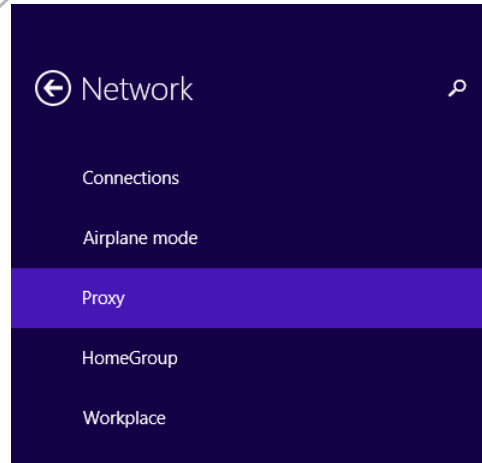 Network
Connections
Airplane mode
Proxy
HomeGroup
Workplace